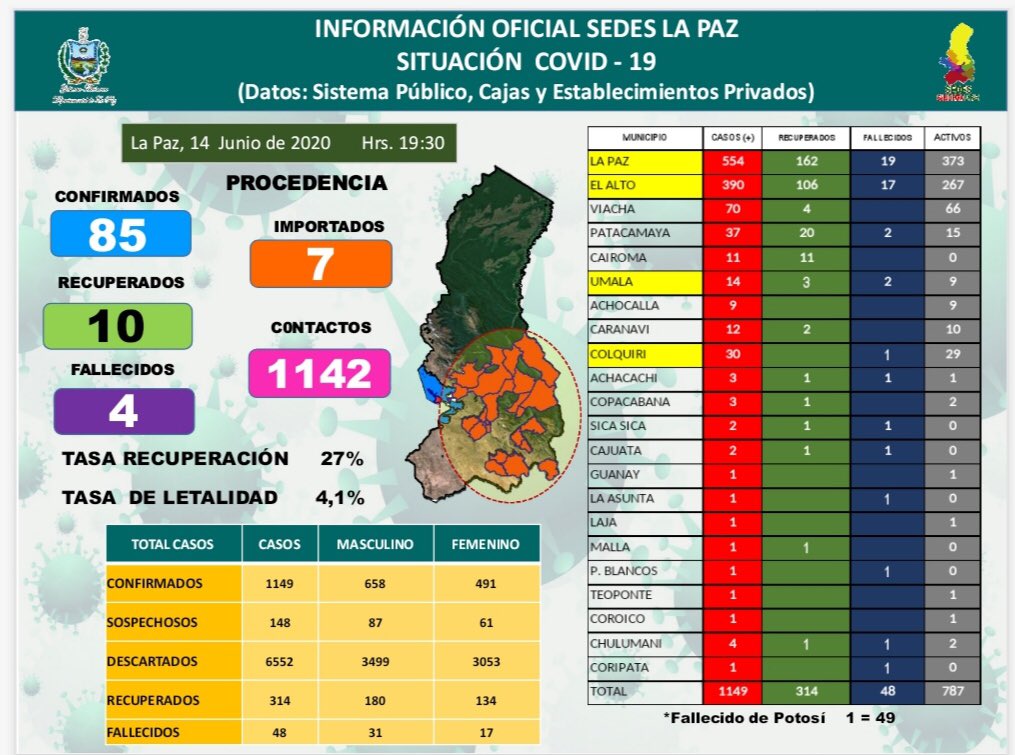 INFORMACIÓN OFICIAL SEDES LA PAZ
SITUACIÓN COVID - 19
(Datos: Sistema Público, Cajas y Establecimientos Privados)
SEDES
La Paz, 14 Junio de 2020 Hrs. 19:30
CONFIRMADOS
85
RECUPERADOS
10
FALLECIDOS
4
PROCEDENCIA
IMPORTADOS
7
C0NTACTOS
1142
TASA RECUPERACIÓN 27%
TASA DE LETALIDAD 4,1%
TOTAL CASOS CASOS MASCULINO FEMENINO
CONFIRMADOS 1149 658 491
SOSPECHOSOS 148 87 61
DESCARTADOS 6552 3499 3053
RECUPERADOS 314 180 134
FALLECIDOS 48 31 17
MUNICIPIO CASOS (+) RECUPERADOS FALLECIDOS ACTIVOS
LA PAZ 554 162 19 373
EL ALTO 390 106 17 267
VIACHA 70 4 66
PATACAMAYA 37 20 2 15
CAIROMA 11 11 0
UMALA 14 3 2 9
ACHOCALLA 9 9
CARANAVI 12 2 10
COLQUIRI 30 1 29
ACHACACHI 3 1 1 1
COPACABANA 3 1 2
SICA SICA 2 1 1 0
CAJUATA 2 1 1 0
GUANAY 1 1
LA ASUNTA 1 1 0
LAJA 1 1
MALLA 1 1 0
P. BLANCOS 1 1 0
TEOPONTE 1 1
COROICO 1 1
CHULUMANI 4 1 1 2
CORIPATA 1 1 0
TOTAL 1149 314 48 787
*Fallecido de Potosí 1 = 49